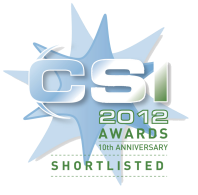 CSI
2012
AWARDS
10th ANNIVERSARY
SHORTLISTED